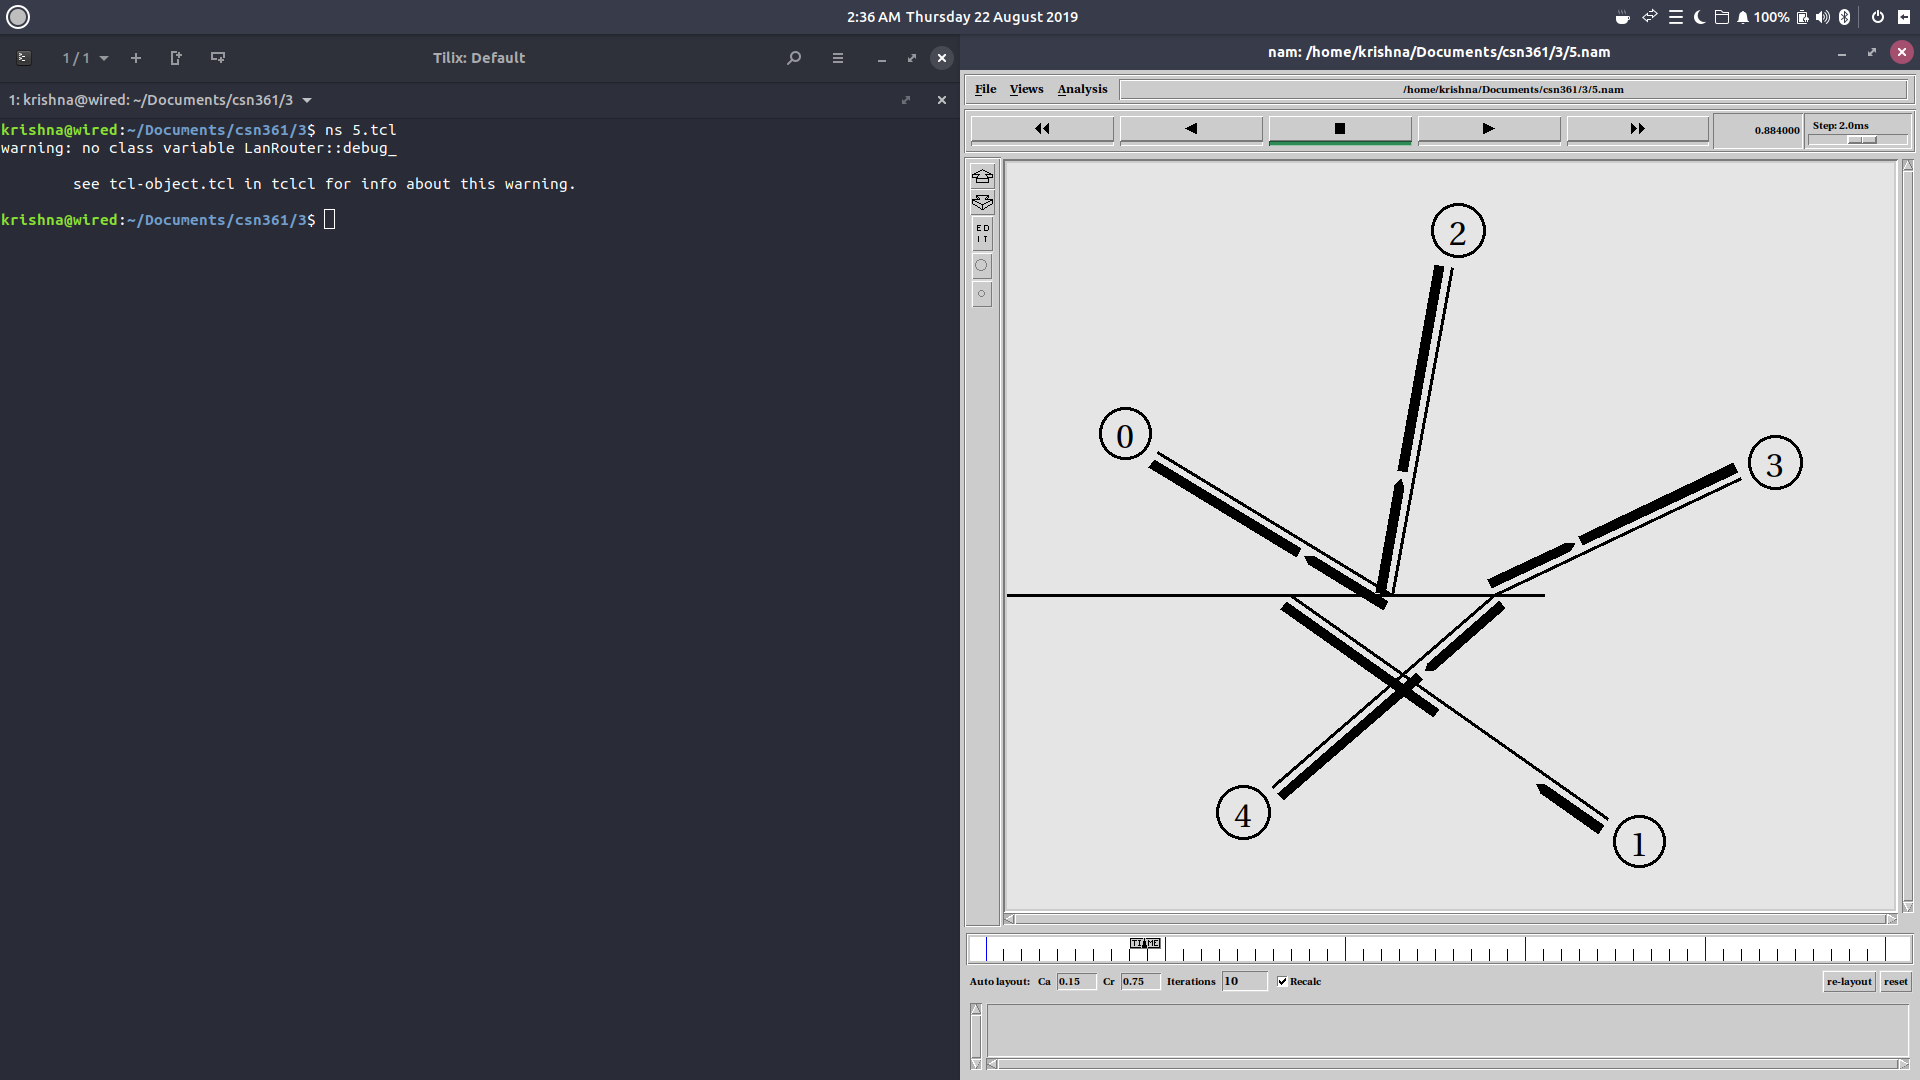 2:36 AM Thursday 22 August 2019
100%
1 / 1
Tilix: Default
1: krishna@wired: ~/Documents/csn361/3
krishna@wired:~/Documents/csn361/3$ ns 5.tcl
warning: no class variable LanRouter::debug_
see tcl-object.tcl in tclcl for info about this warning.
krishna@wired:~/Documents/csn361/3$
nam: /home/krishna/Documents/csn361/3/5.nam
File Views Analysis /home/krishna/Documents/csn361/3/5.nam
0.884000 Step: 2.0ms
ED
IT
2
0
3
4
1
TIME
Auto layout: Ca 0.15 Cr 0.75 Iterations 10 Recalc re-layout reset